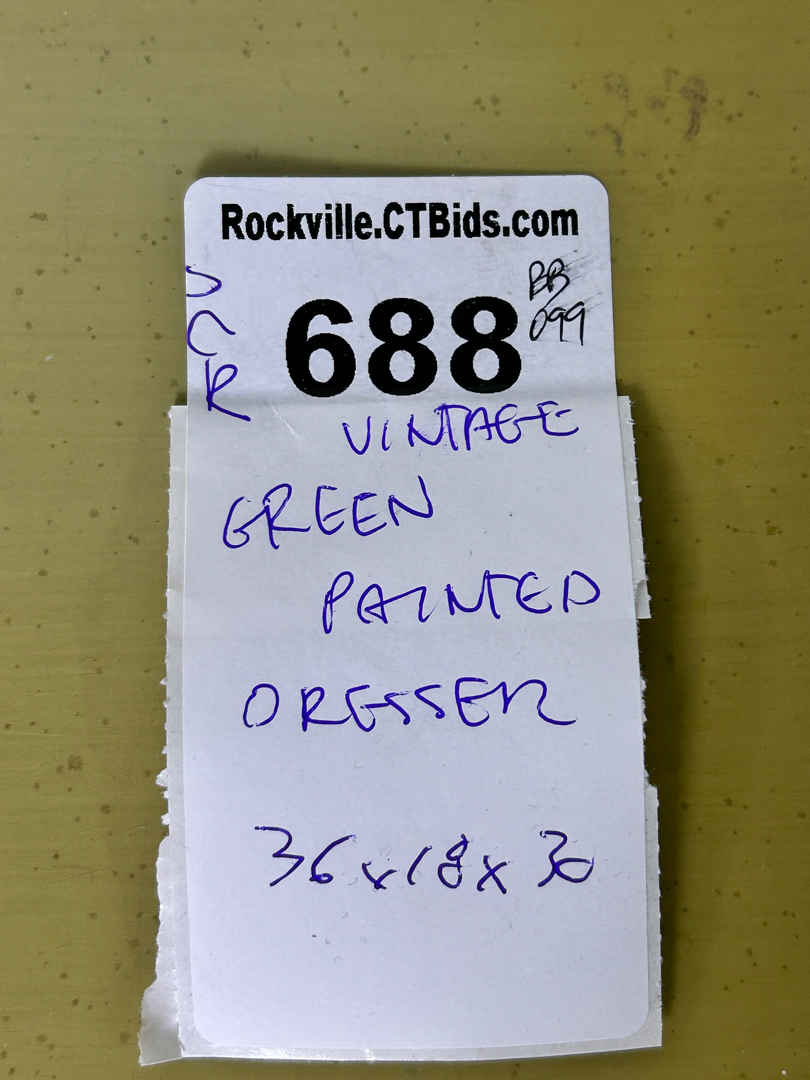 Rockville.CTBids.com
BB
099
688
VINTAGE
GREEN
PAINTED
DRESSER
36x18x30